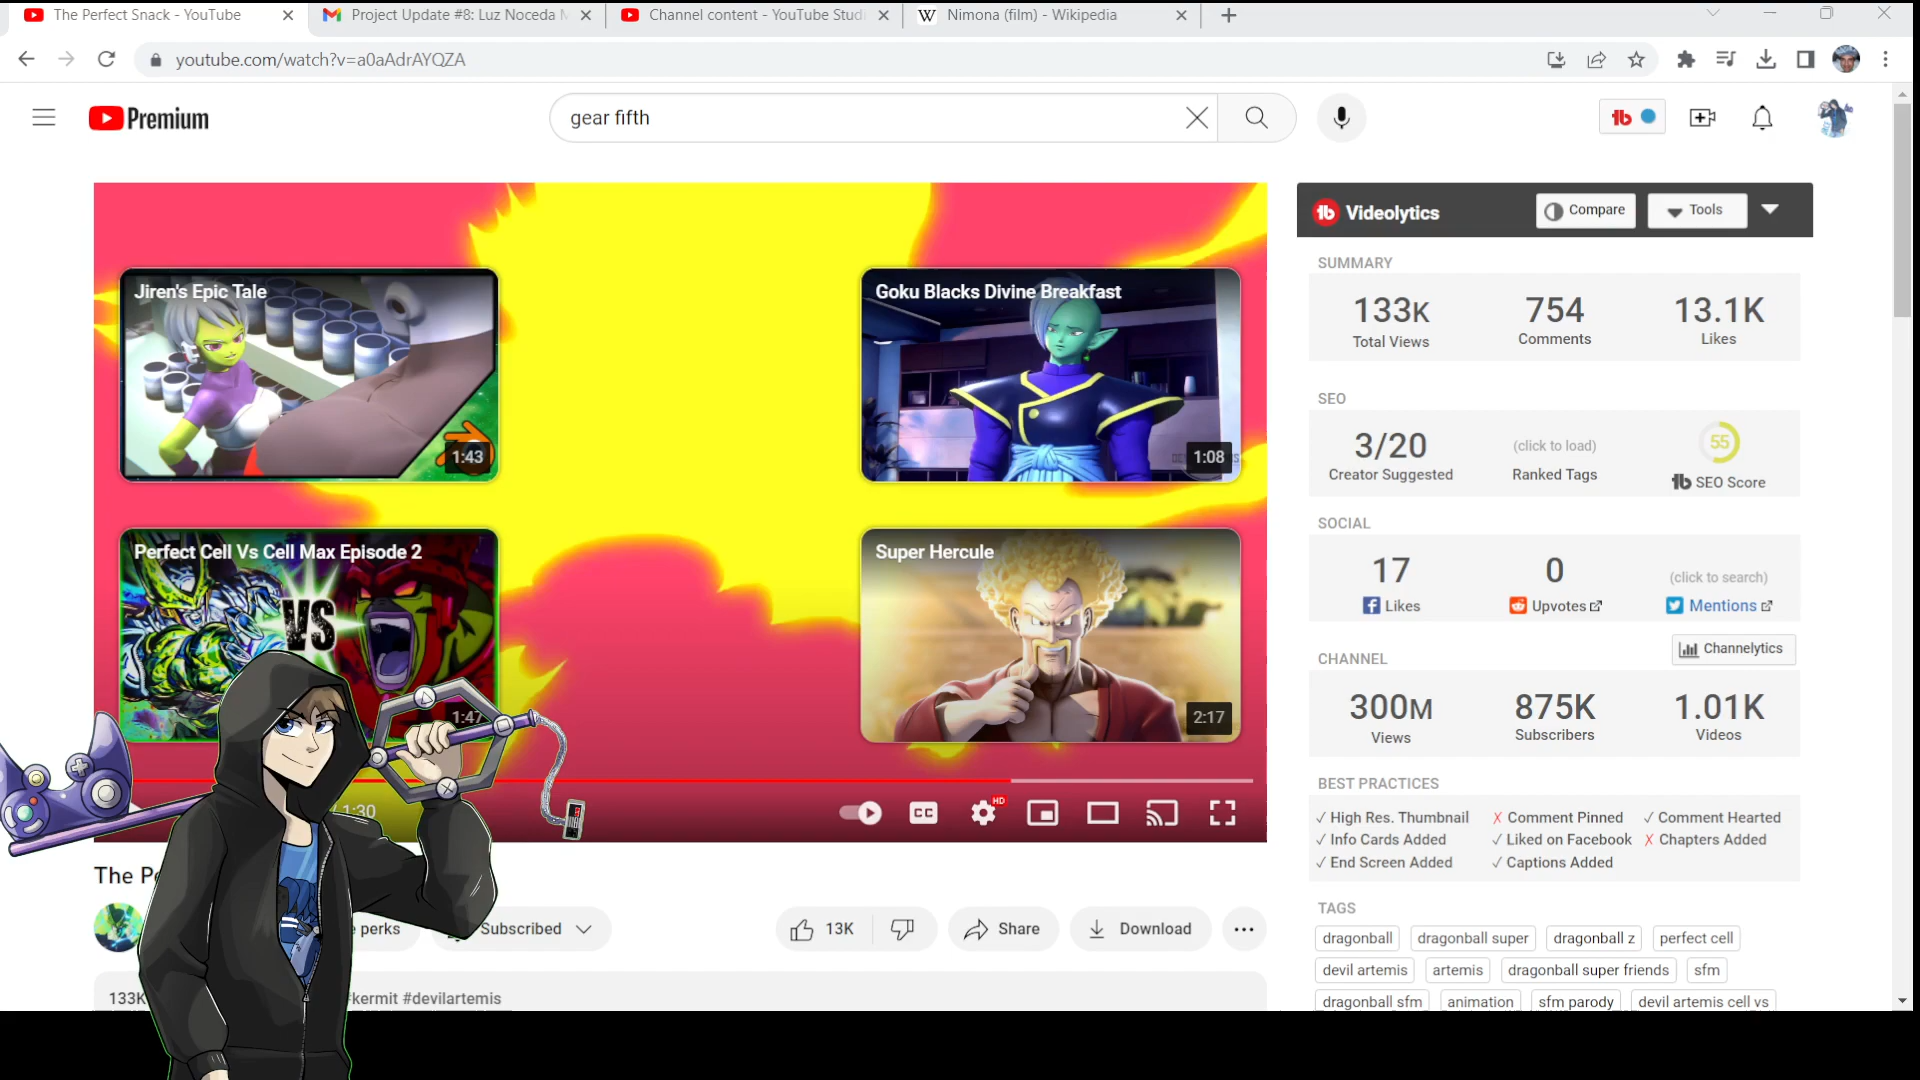 The Perfect Snack - YouTube
Project Update #8: Luz Noceda
Channel content - YouTube Studi
W Nimona (film) - Wikipedia
youtube.com/watch?v=a0aAdrAYQZA
Premium
gear fifth
Jiren's Epic Tale
1:43
Goku Blacks Divine Breakfast
1:08
Perfect Cell Vs Cell Max Episode 2
VS
1:47
Super Hercule
2:17
1:30
CC
HD
The Pe
perks
Subscribed
13K
Share
Download
133K
#kermit #devilartemis
tb Videolytics
Compare
Tools
SUMMARY
133K 754 13.1K
Total Views Comments Likes
SEO
3/20 (click to load) 55
Creator Suggested Ranked Tags tb SEO Score
SOCIAL
17 0 (click to search)
Likes Upvotes Mentions
CHANNEL Channelytics
300M 875K 1.01K
Views Subscribers Videos
BEST PRACTICES
✓ High Res. Thumbnail ✗ Comment Pinned ✓ Comment Hearted
✓ Info Cards Added ✓ Liked on Facebook ✗ Chapters Added
✓ End Screen Added ✓ Captions Added
TAGS
dragonball dragonball super dragonball z perfect cell
devil artemis artemis dragonball super friends sfm
dragonball sfm animation sfm parody devil artemis cell vs